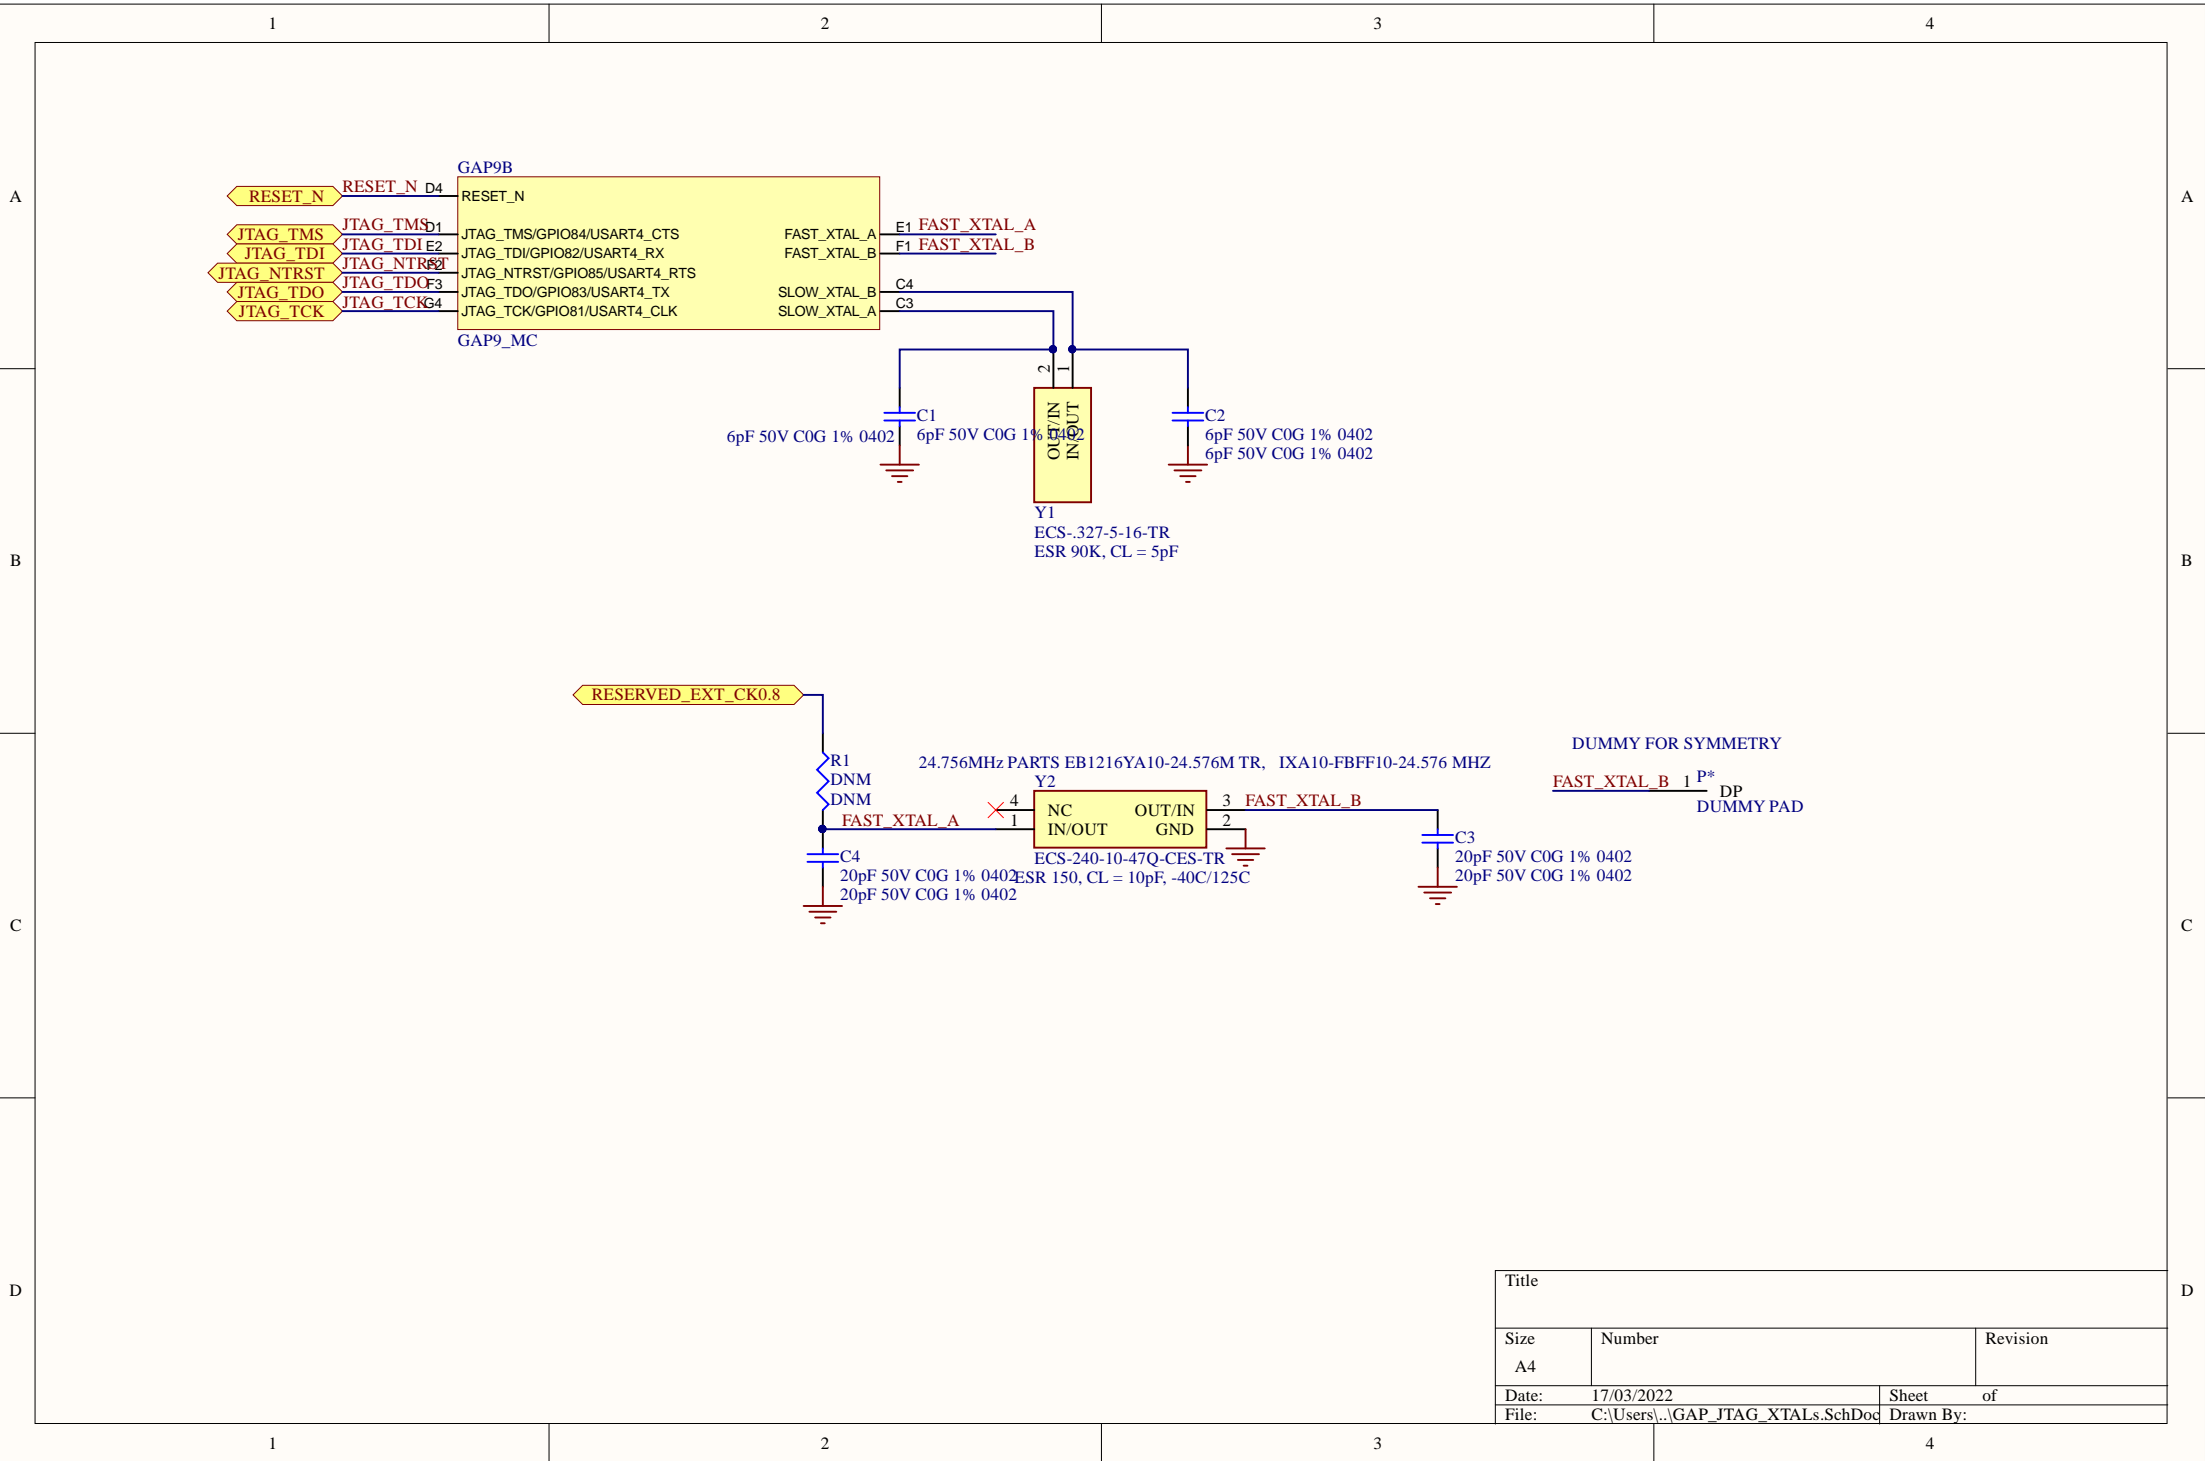 1 2 3 4
A A
GAP9B
RESET_N RESET_N D4 RESET_N
JTAG_TMS JTAG_TMS D1 JTAG_TMS/GPIO84/USART4_CTS FAST_XTAL_A E1 FAST_XTAL_A
JTAG_TDI JTAG_TDI E2 JTAG_TDI/GPIO82/USART4_RX FAST_XTAL_B F1 FAST_XTAL_B
JTAG_NTRST JTAG_NTRST JTAG_NTRST/GPIO85/USART4_RTS
JTAG_TDO JTAG_TDO F3 JTAG_TDO/GPIO83/USART4_TX SLOW_XTAL_B C4
JTAG_TCK JTAG_TCK G4 JTAG_TCK/GPIO81/USART4_CLK SLOW_XTAL_A C3
GAP9_MC
2 1
OUT/IN
IN/OUT
C1
6pF 50V C0G 1% 0402 6pF 50V C0G 1% 0402
C2
6pF 50V C0G 1% 0402
6pF 50V C0G 1% 0402
Y1
ECS-.327-5-16-TR
ESR 90K, CL = 5pF
B B
RESERVED_EXT_CK0.8
R1
DNM
DNM
24.756MHz PARTS EB1216YA10-24.576M TR, IXA10-FBFF10-24.576 MHZ
Y2
4 NC OUT/IN 3 FAST_XTAL_B
FAST_XTAL_A 1 IN/OUT GND 2
ECS-240-10-47Q-CES-TR
ESR 150, CL = 10pF, -40C/125C
C4
20pF 50V C0G 1% 0402
20pF 50V C0G 1% 0402
C3
20pF 50V C0G 1% 0402
20pF 50V C0G 1% 0402
DUMMY FOR SYMMETRY
FAST_XTAL_B 1 P*
DP
DUMMY PAD
C C
D D
Title
Size Number Revision
A4
Date: 17/03/2022 Sheet of
File: C:\Users\..\GAP_JTAG_XTALs.SchDoc Drawn By:
1 2 3 4